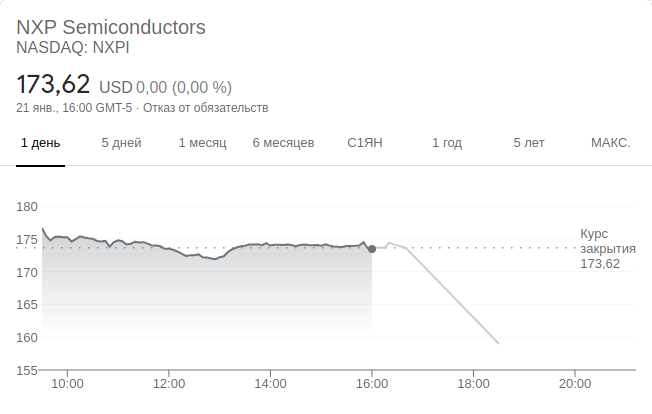 NXP Semiconductors
NASDAQ: NXPI
173,62 USD 0,00 (0,00 %)
21 янв., 16:00 GMT-5 · Отказ от обязательств
1 день 5 дней 1 месяц 6 месяцев С1ЯН 1 год 5 лет МАКС.
180
175
170
165
160
155
Курс
закрытия
173,62
10:00 12:00 14:00 16:00 18:00 20:00